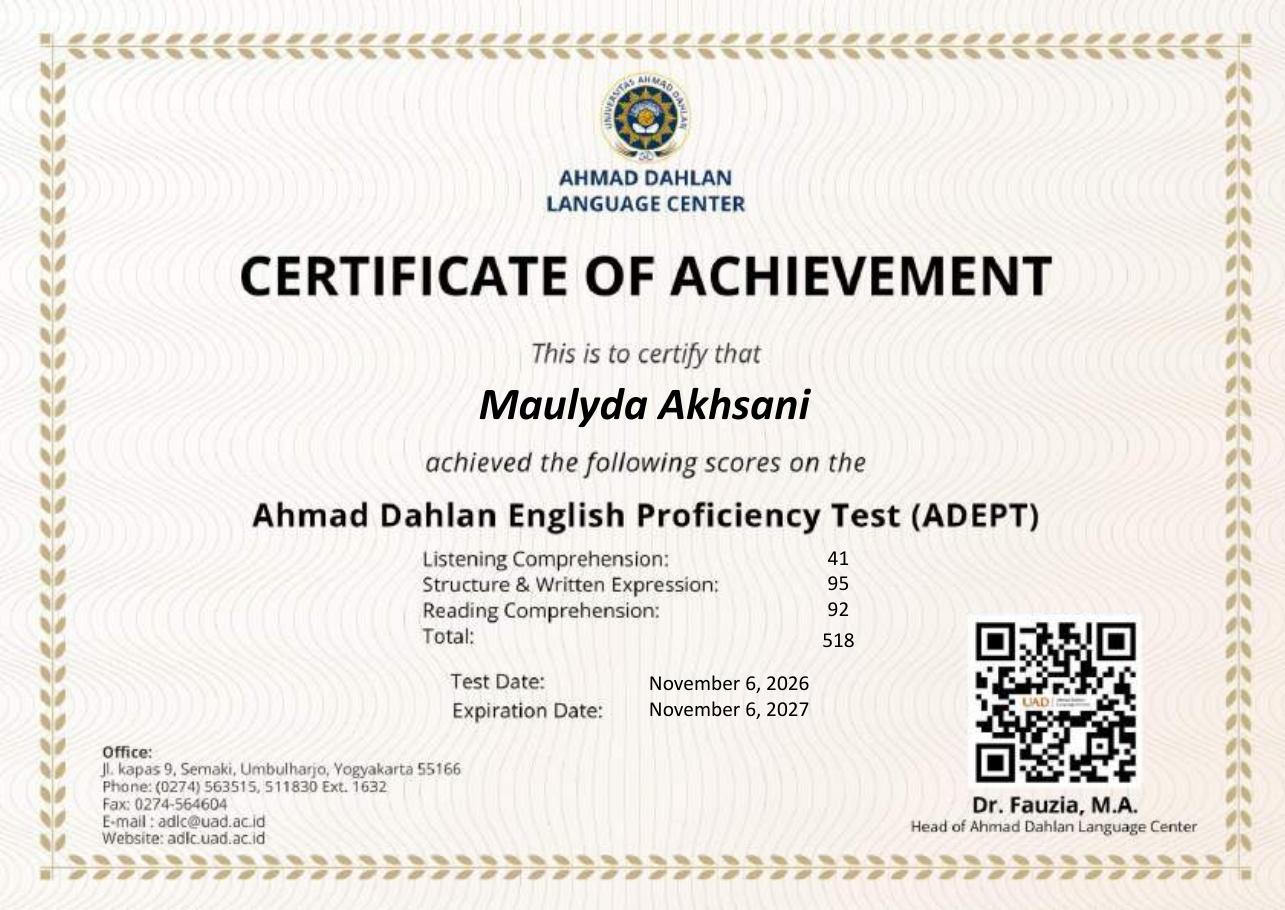 UNIVERSITAS AHMAD DAHLAN
AHMAD DAHLAN
LANGUAGE CENTER
CERTIFICATE OF ACHIEVEMENT
This is to certify that
Maulyda Akhsani
achieved the following scores on the
Ahmad Dahlan English Proficiency Test (ADEPT)
Listening Comprehension: 41
Structure & Written Expression: 95
Reading Comprehension: 92
Total: 518
Test Date: November 6, 2026
Expiration Date: November 6, 2027
UAD
Office:
Jl. kapas 9, Semaki, Umbulharjo, Yogyakarta 55166
Phone: (0274) 563515, 511830 Ext. 1632
Fax: 0274-564604
E-mail : adlc@uad.ac.id
Website: adlc.uad.ac.id
Dr. Fauzia, M.A.
Head of Ahmad Dahlan Language Center